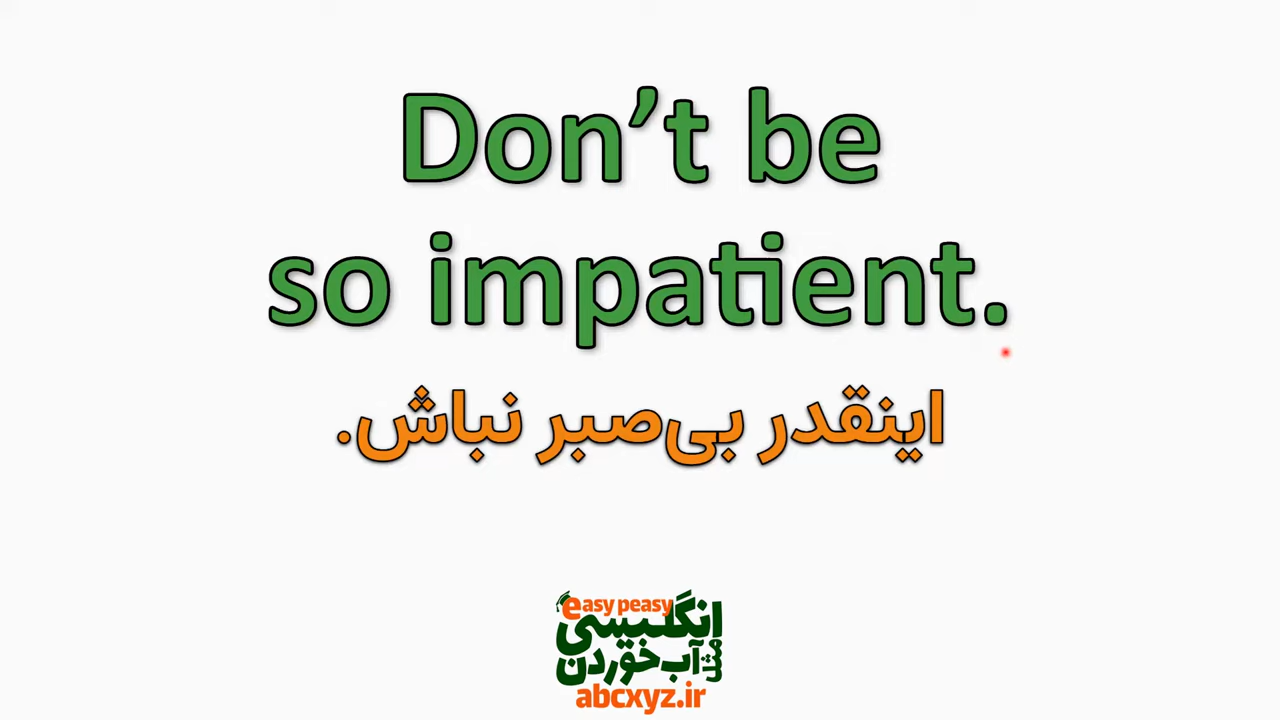 Don’t be
so impatient.
اینقدر بی‌صبر نباش.
easy peasy
انگلیسی
مثل
آب خوردن
abcxyz.ir